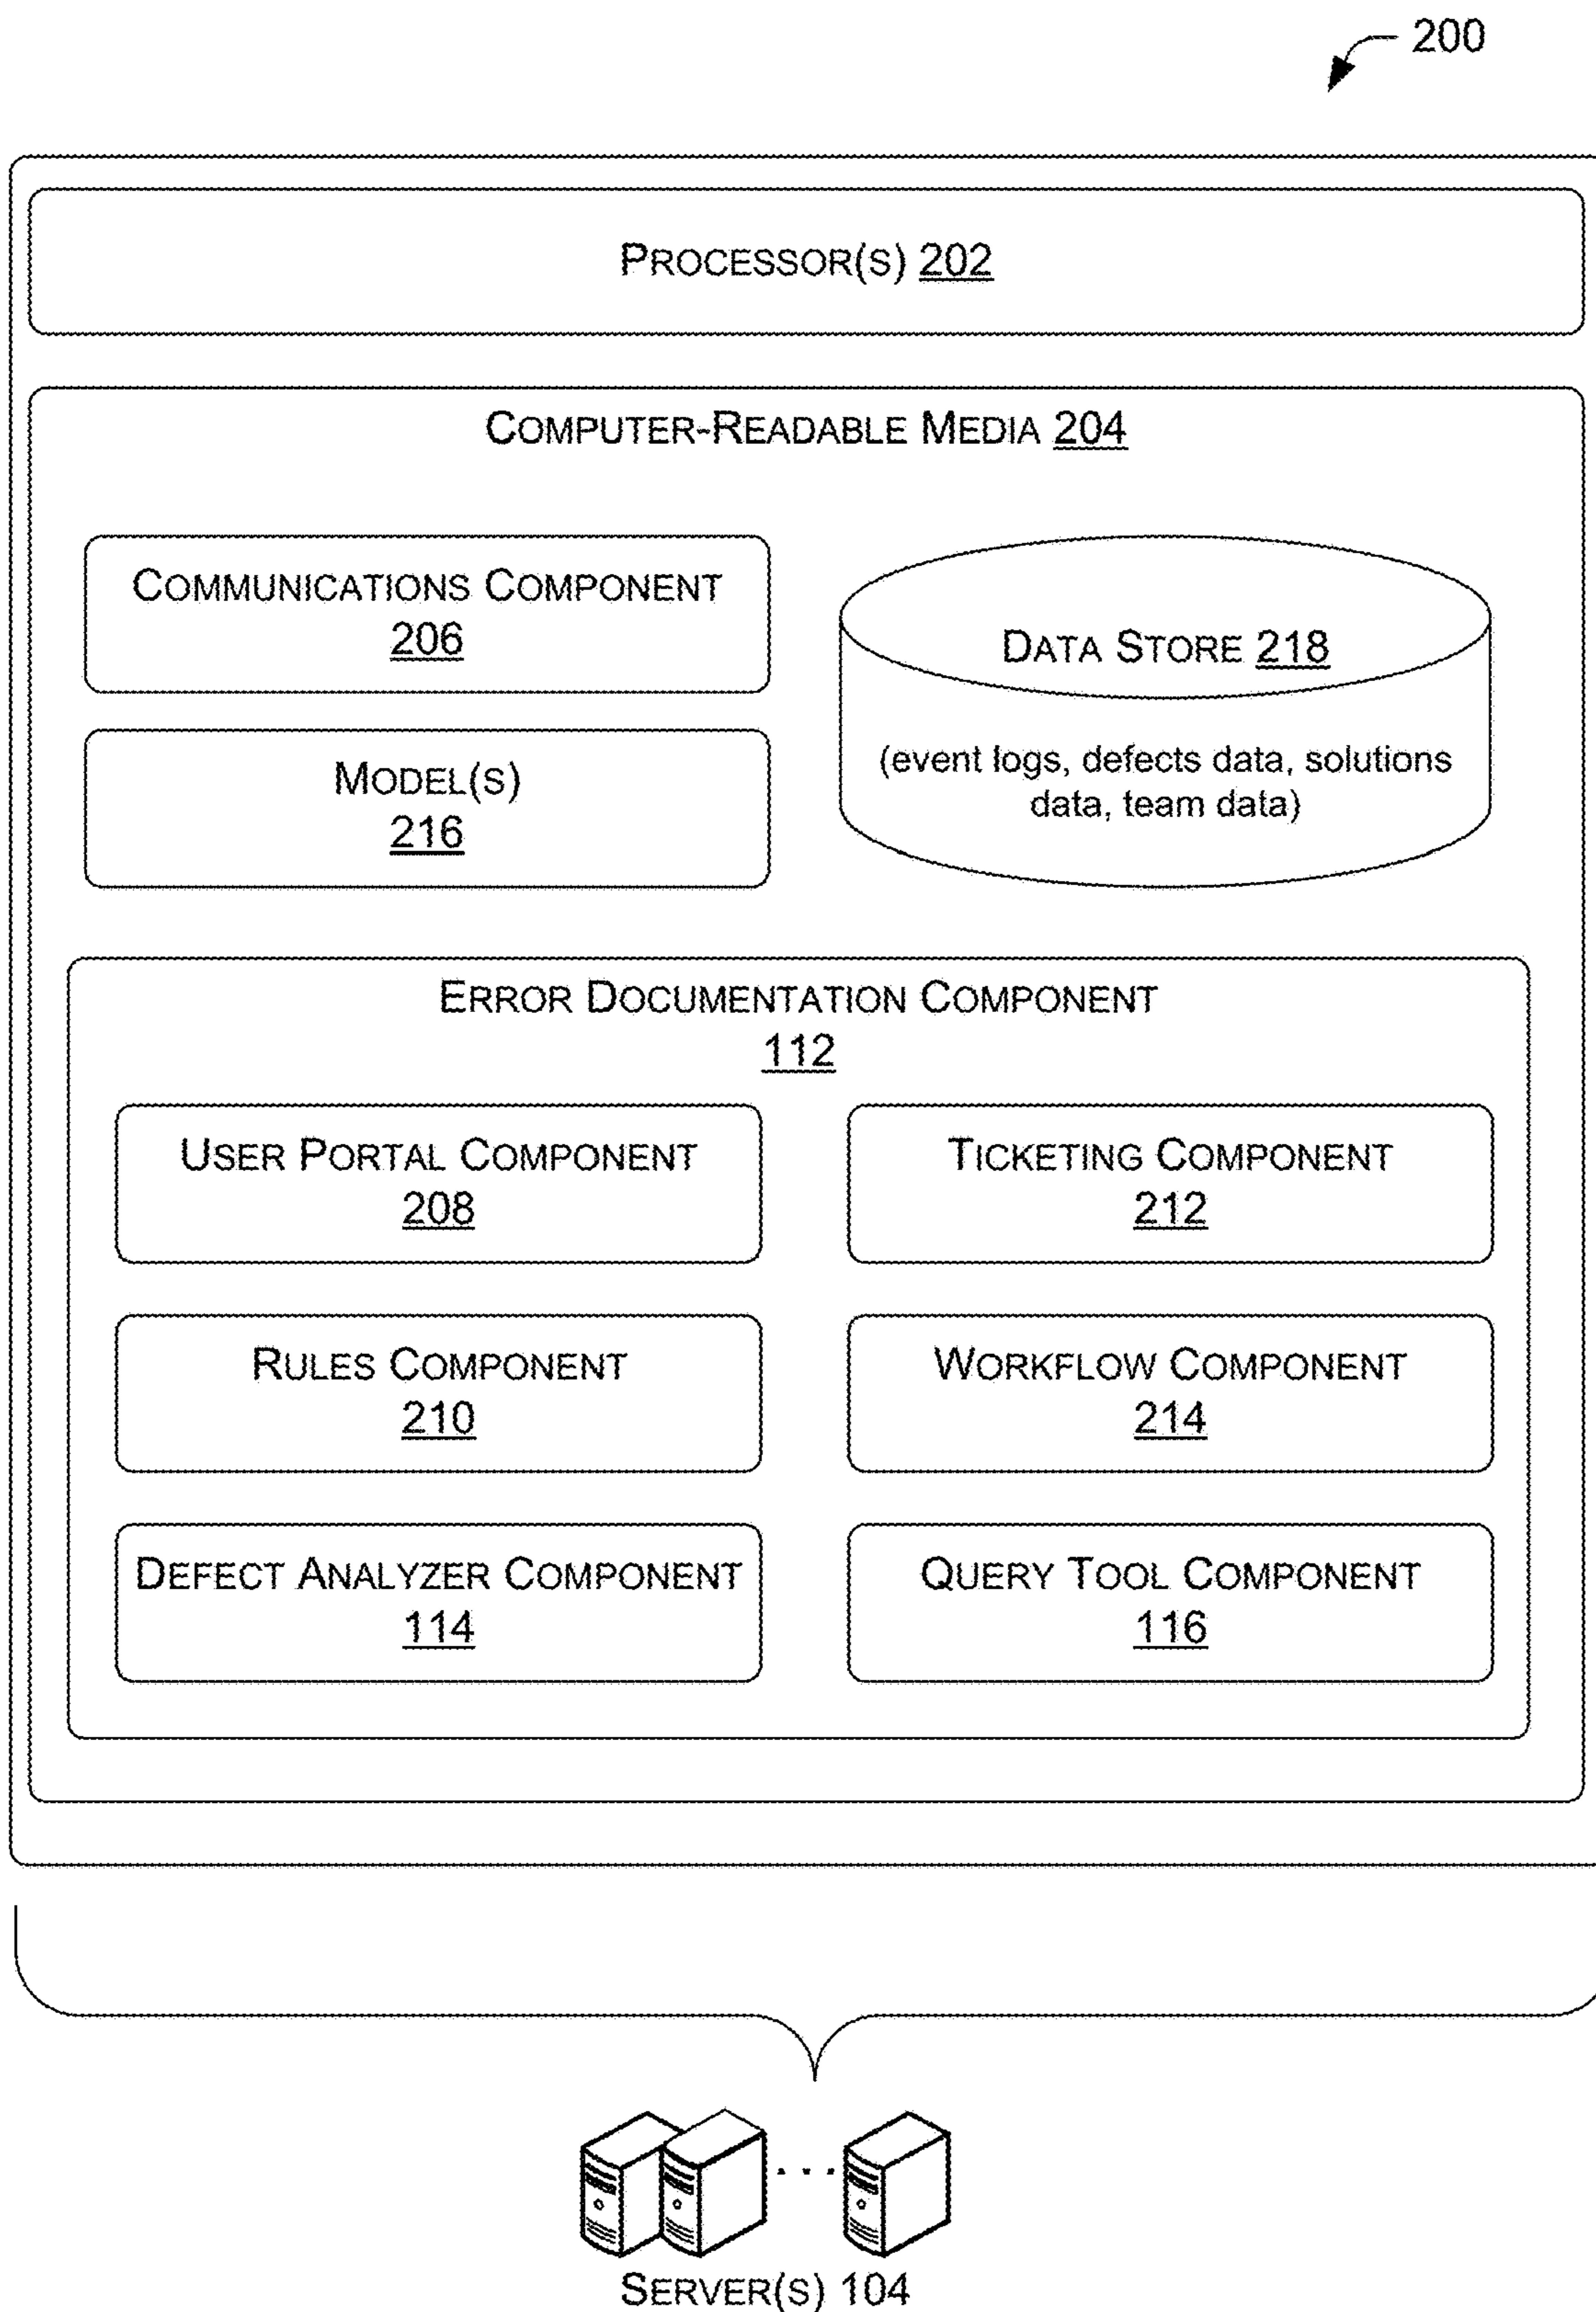 200
PROCESSOR(S) 202
COMPUTER-READABLE MEDIA 204
COMMUNICATIONS COMPONENT
206
MODEL(S)
216
DATA STORE 218
(event logs, defects data, solutions
data, team data)
ERROR DOCUMENTATION COMPONENT
112
USER PORTAL COMPONENT
208
TICKETING COMPONENT
212
RULES COMPONENT
210
WORKFLOW COMPONENT
214
DEFECT ANALYZER COMPONENT
114
QUERY TOOL COMPONENT
116
SERVER(S) 104